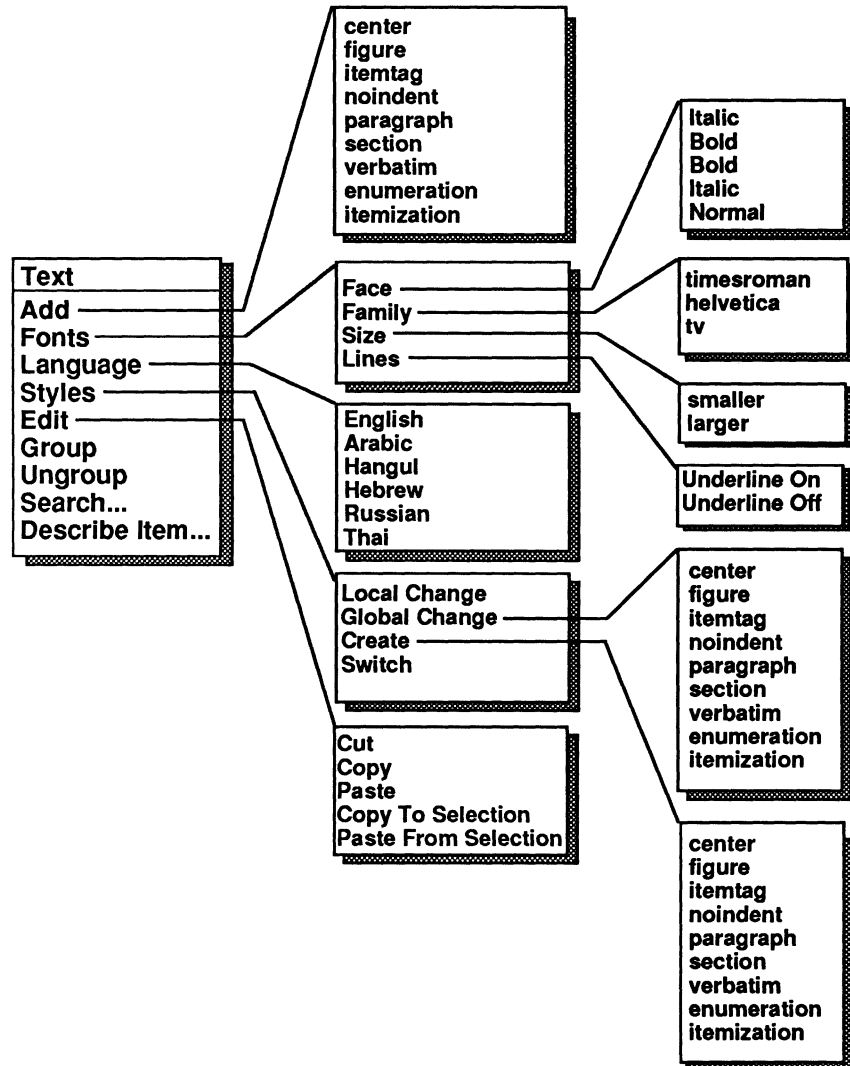 Text
Add
Fonts
Language
Styles
Edit
Group
Ungroup
Search...
Describe Item...
center
figure
itemtag
noindent
paragraph
section
verbatim
enumeration
itemization
Face
Family
Size
Lines
English
Arabic
Hangul
Hebrew
Russian
Thai
Local Change
Global Change
Create
Switch
Cut
Copy
Paste
Copy To Selection
Paste From Selection
Italic
Bold
Bold
Italic
Normal
timesroman
helvetica
tv
smaller
larger
Underline On
Underline Off
center
figure
itemtag
noindent
paragraph
section
verbatim
enumeration
itemization
center
figure
itemtag
noindent
paragraph
section
verbatim
enumeration
itemization